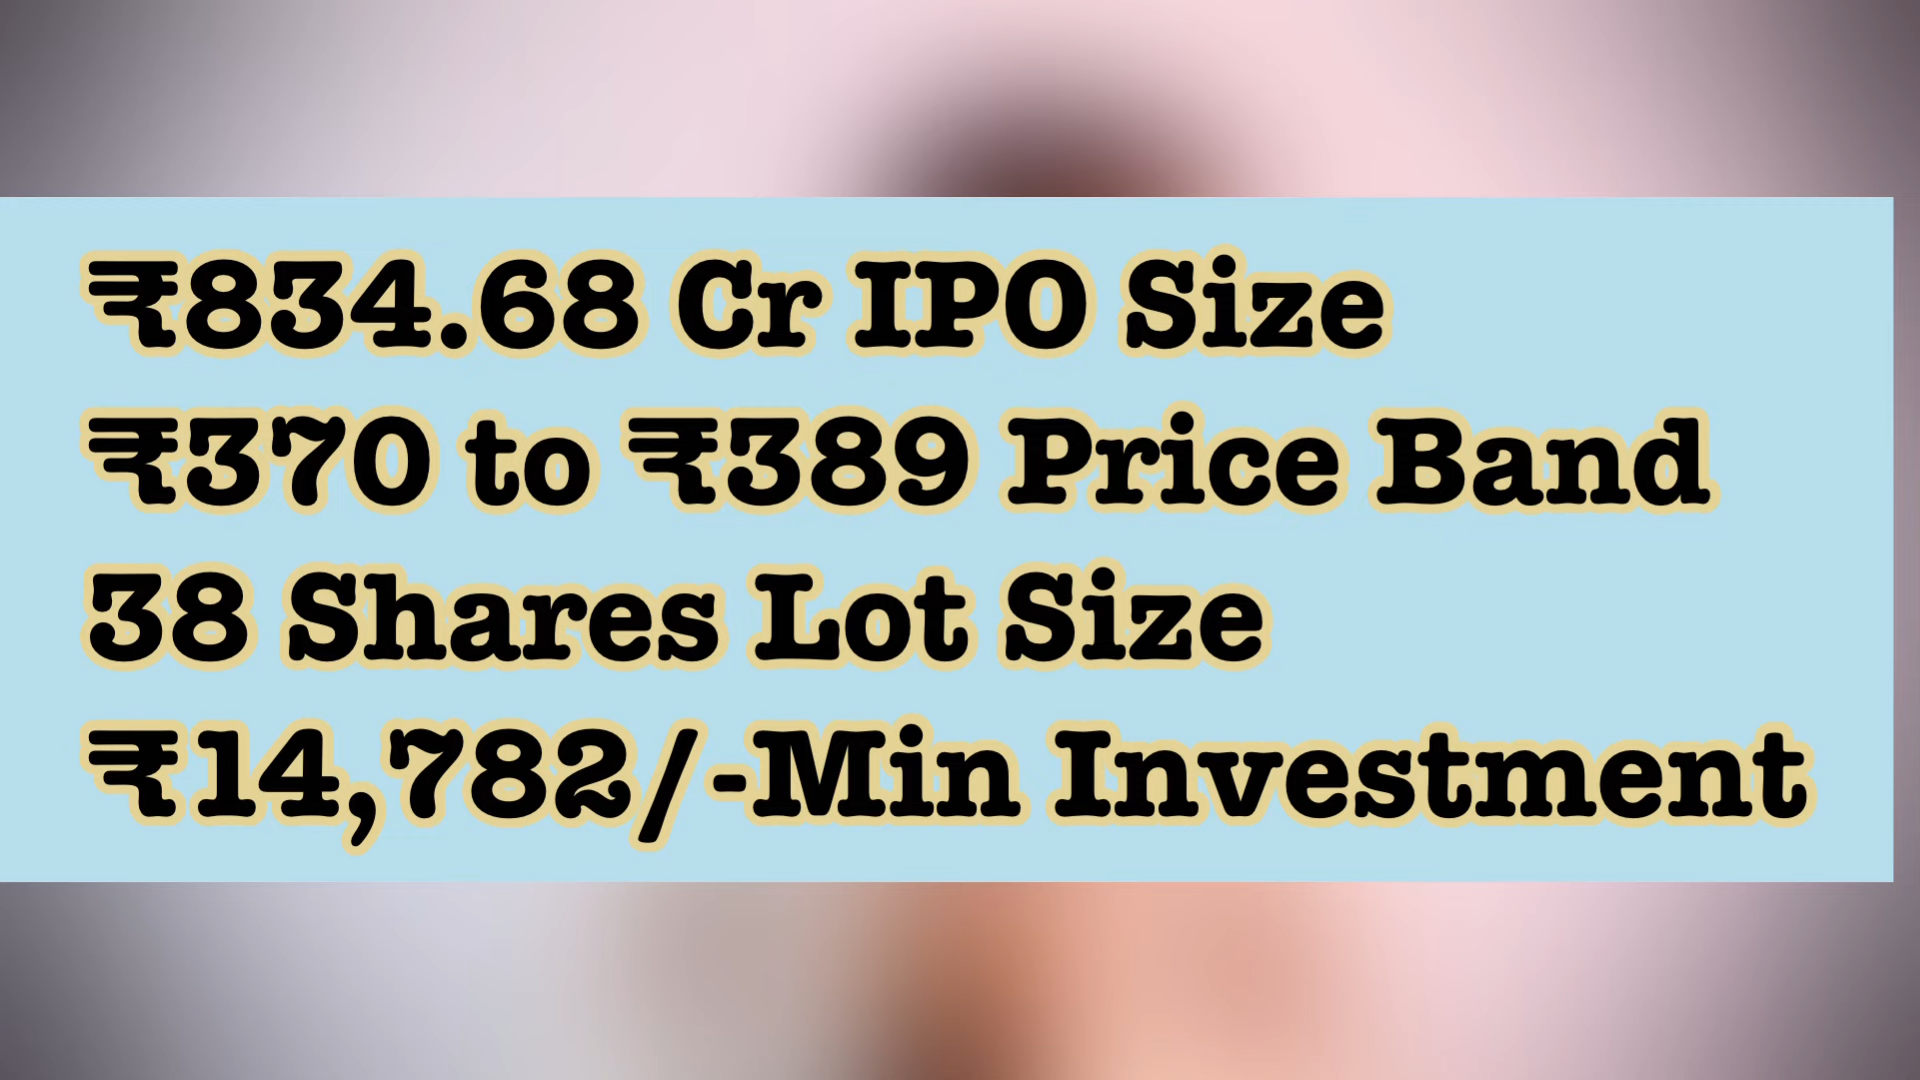 ₹834.68 Cr IPO Size
₹370 to ₹389 Price Band
38 Shares Lot Size
₹14,782/-Min Investment